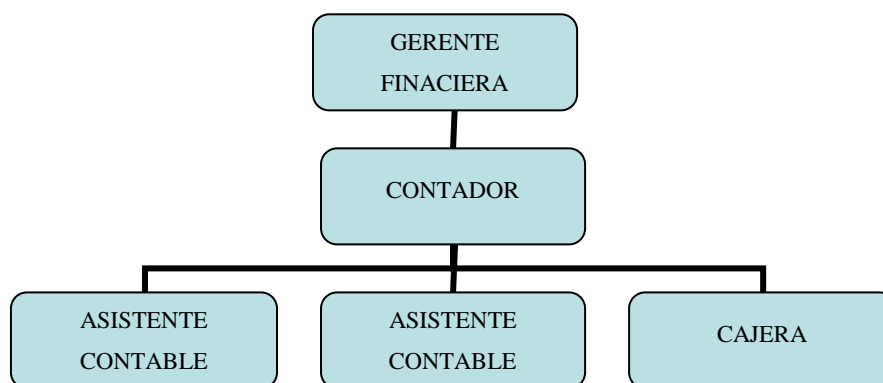 GERENTE
FINACIERA
CONTADOR
ASISTENTE
CONTABLE
ASISTENTE
CONTABLE
CAJERA